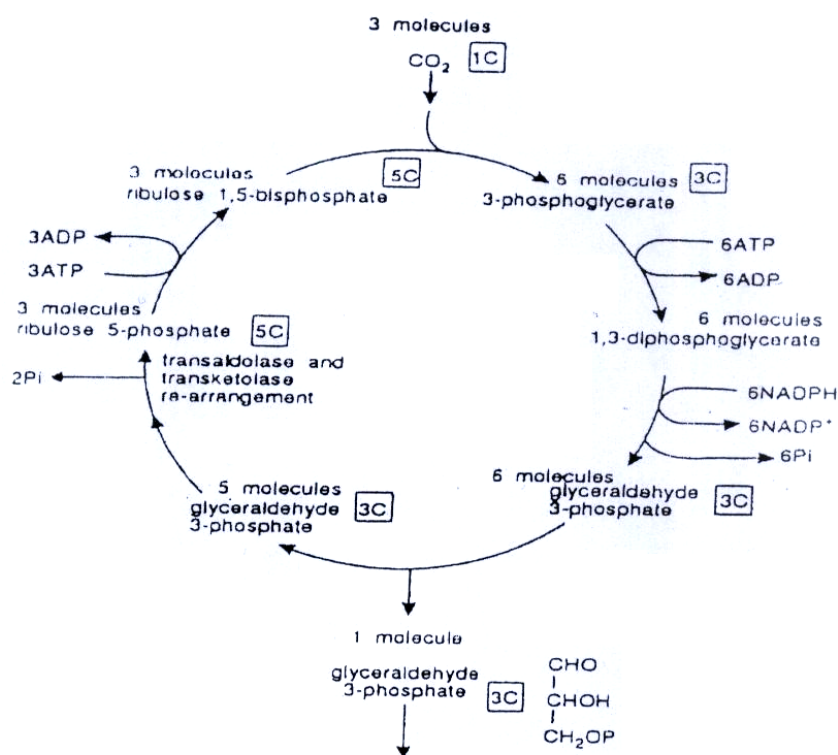 3 molecules
CO₂ 1C
3 molecules
ribulose 1,5-bisphosphate 5C
6 molecules 3C
3-phosphoglycerate
3ADP
3ATP
6ATP
6ADP
3 molecules
ribulose 5-phosphate 5C
6 molecules
1,3-diphosphoglycerate
transaldolase and
transketolase
re-arrangement
2Pi
6NADPH
6NADP⁺
6Pi
5 molecules
glyceraldehyde
3-phosphate 3C
6 molecules
glyceraldehyde
3-phosphate 3C
1 molecule
glyceraldehyde
3-phosphate 3C
CHO
CHOH
CH₂OP